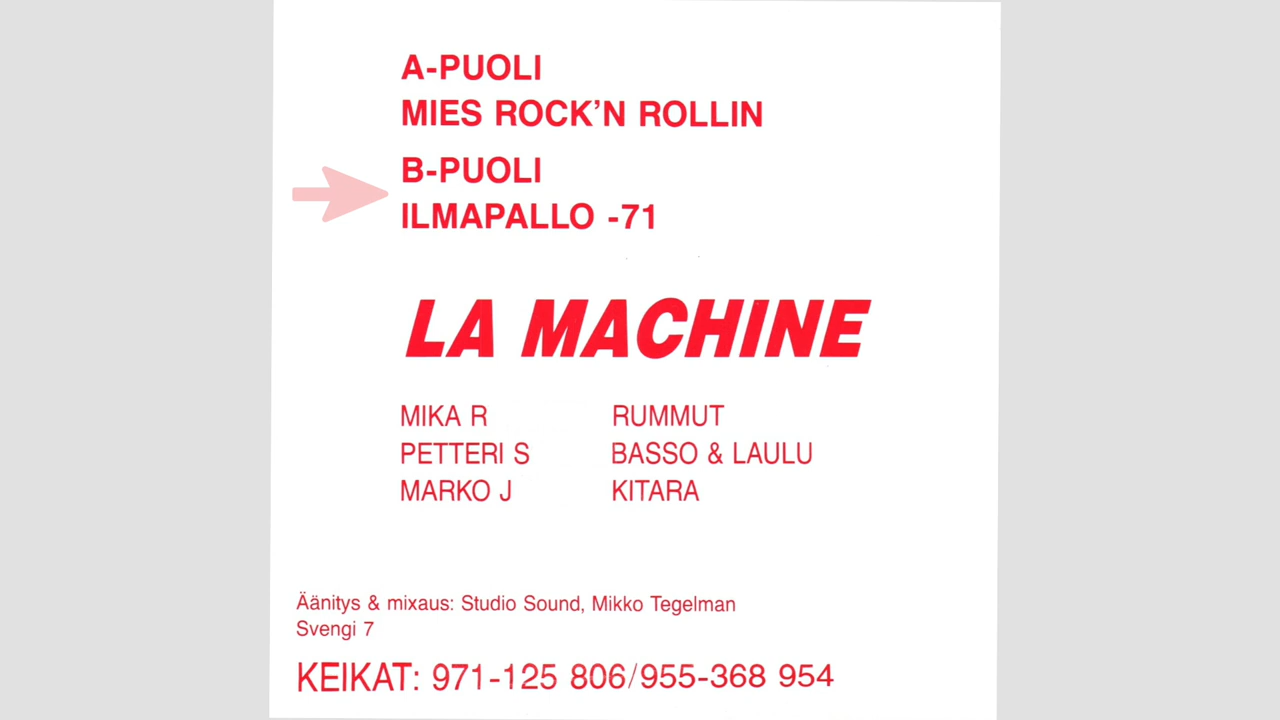 A-PUOLI
MIES ROCK'N ROLLIN
B-PUOLI
ILMAPALLO -71
LA MACHINE
MIKA R RUMMUT
PETTERI S BASSO & LAULU
MARKO J KITARA
Äänitys & mixaus: Studio Sound, Mikko Tegelman
Svengi 7
KEIKAT: 971-125 806/955-368 954